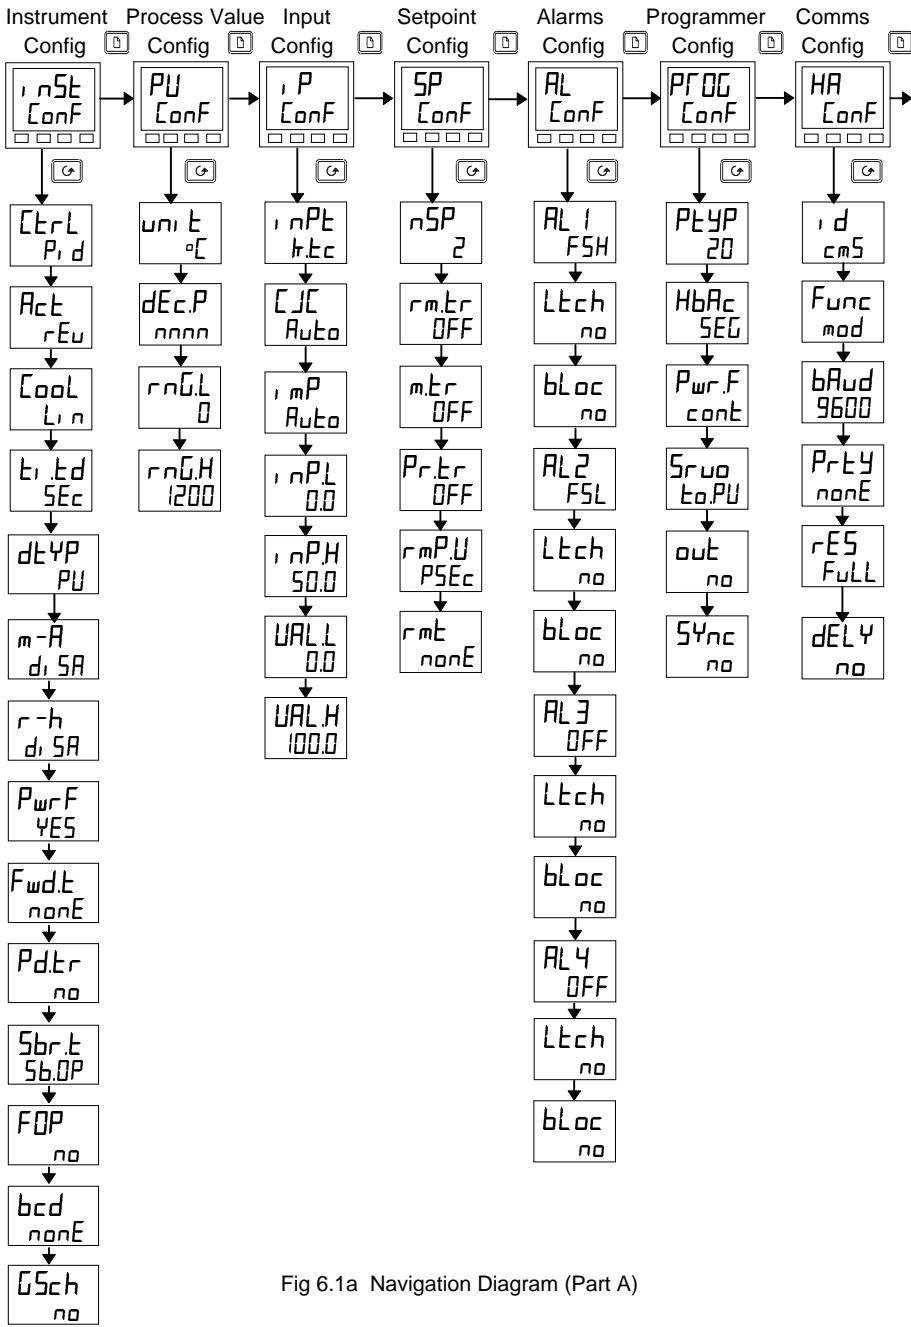 Instrument Config
Process Value Config
Input Config
Setpoint Config
Alarms Config
Programmer Config
Comms Config
inSt
ConF
CtrL
Pid
Act
rEv
CooL
Lin
ti.td
SEc
dtYP
PV
m-A
diSA
r-h
diSA
PwrF
YES
Fwd.t
nonE
Pd.tr
no
Sbr.t
Sb.OP
FOP
no
bcd
nonE
GSch
no
PV
ConF
unit
°C
dEc.P
nnnn
rnG.L
0
rnG.H
1200
iP
ConF
inPt
k.tc
CJC
Auto
imP
Auto
inP.L
0.0
inP.H
50.0
VAL.L
0.0
VAL.H
100.0
SP
ConF
nSP
2
rm.tr
OFF
m.tr
OFF
Pr.tr
OFF
rmP.U
PSEc
rmt
nonE
AL
ConF
AL1
FSH
Ltch
no
bLoc
no
AL2
FSL
Ltch
no
bLoc
no
AL3
OFF
Ltch
no
bLoc
no
AL4
OFF
Ltch
no
bLoc
no
PrOG
ConF
PtYP
20
HbAc
SEG
Pwr.F
cont
Srvo
to.PV
out
no
SYnc
no
HA
ConF
id
cmS
Func
mod
bAud
9600
PrtY
nonE
rES
FuLL
dELY
no
Fig 6.1a Navigation Diagram (Part A)